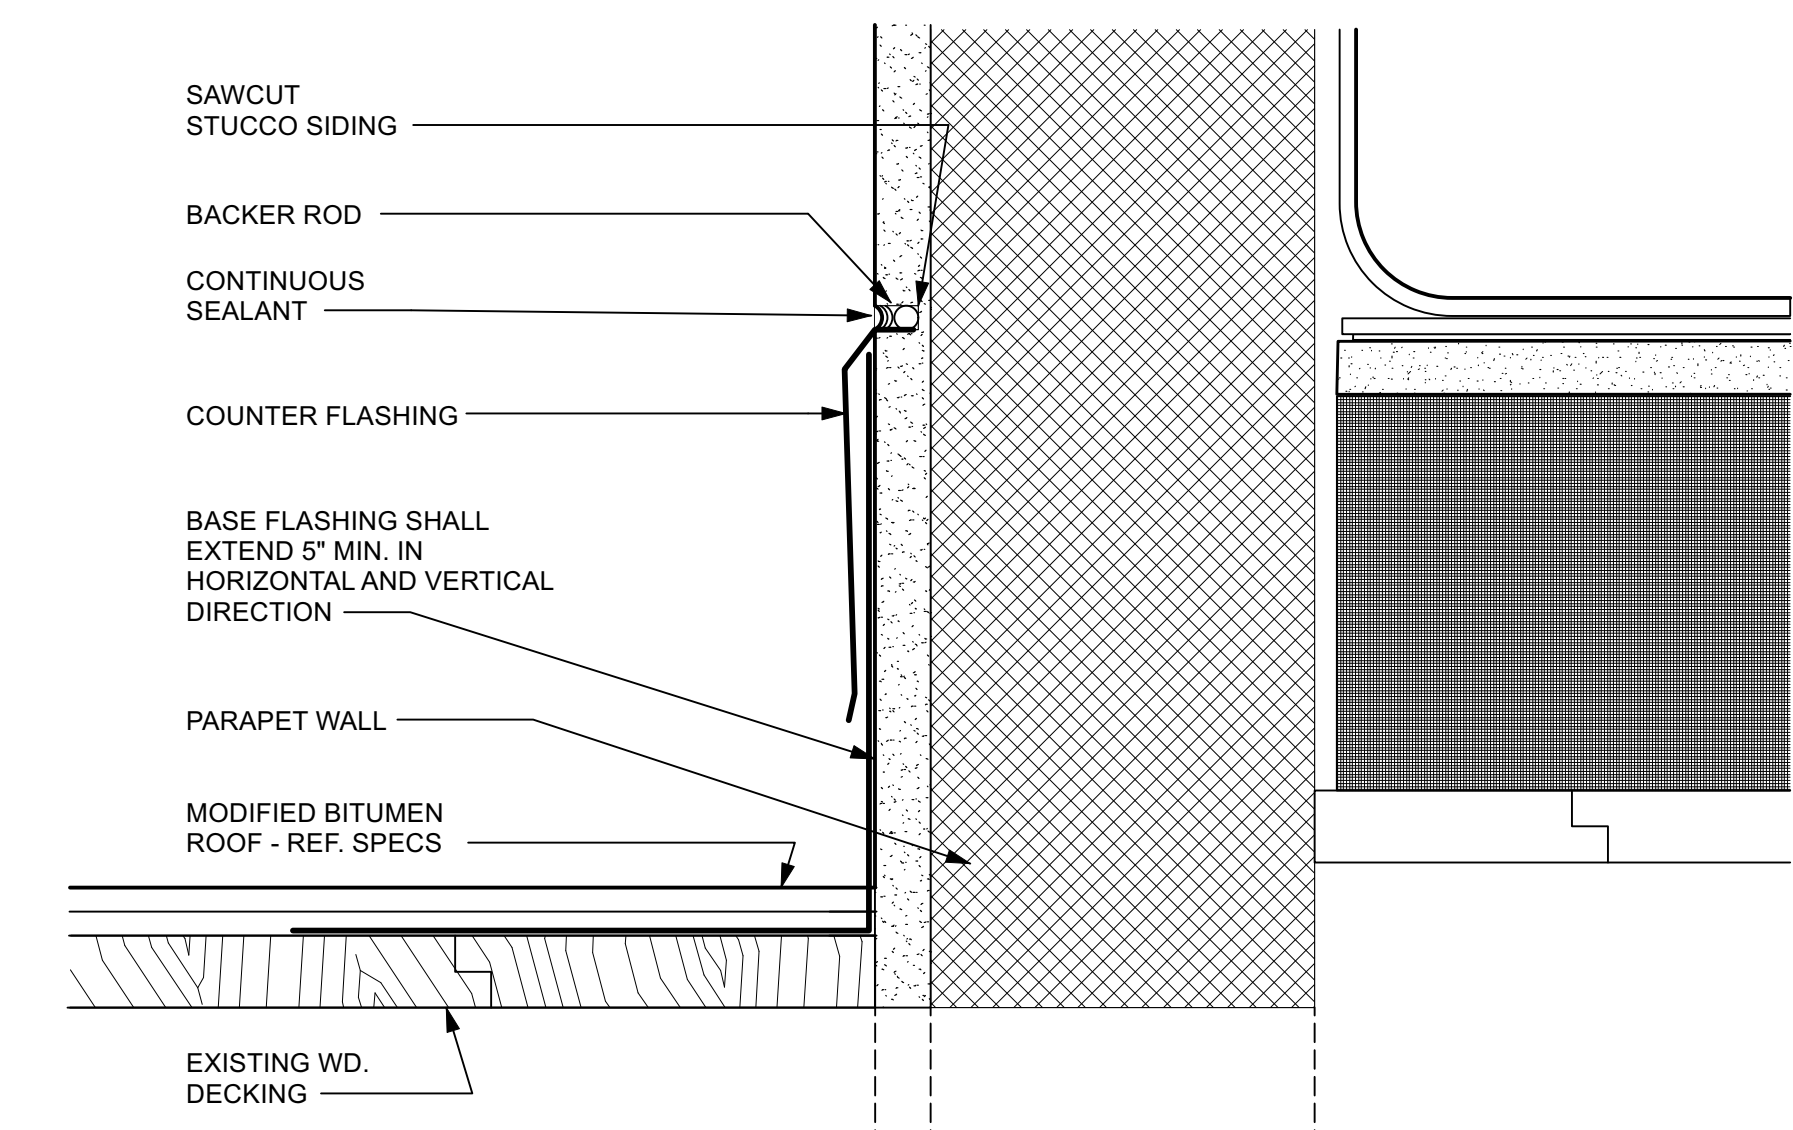 SAWCUT
STUCCO SIDING
BACKER ROD
CONTINUOUS
SEALANT
COUNTER FLASHING
BASE FLASHING SHALL
EXTEND 5" MIN. IN
HORIZONTAL AND VERTICAL
DIRECTION
PARAPET WALL
MODIFIED BITUMEN
ROOF - REF. SPECS
EXISTING WD.
DECKING